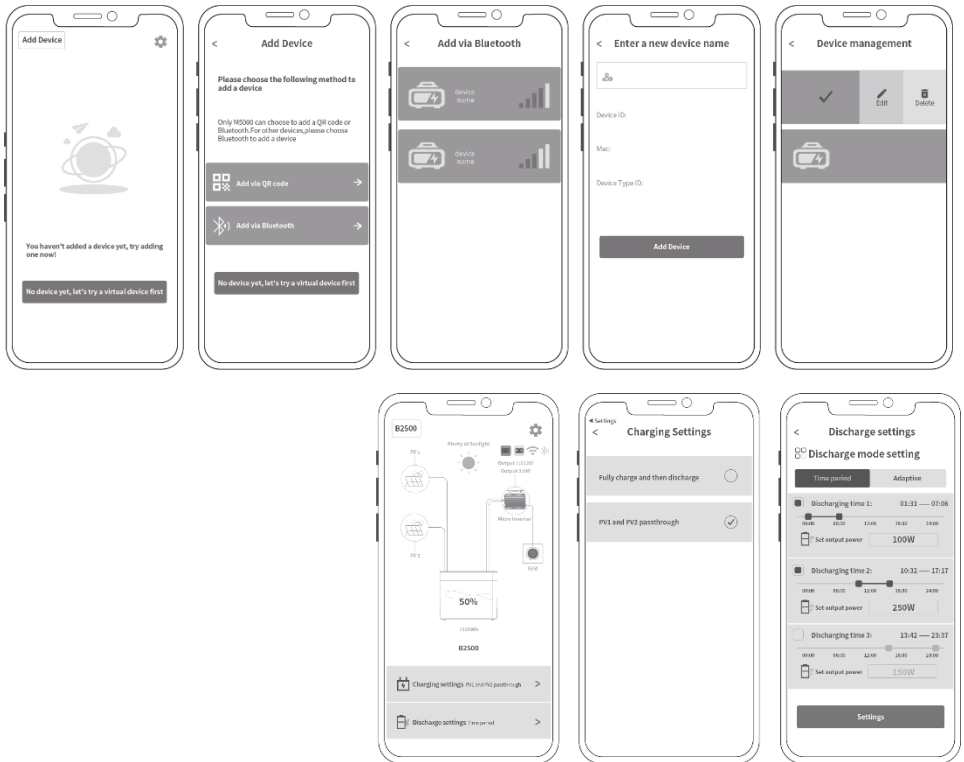 Add Device
You haven't added a device yet, try adding
one now!
No device yet, let's try a virtual device first
<
Add Device
Please choose the following method to
add a device
Only M5000 can choose to add a QR code or
Bluetooth.For other devices,please choose
Bluetooth to add a device
Add via QR code
Add via Bluetooth
No device yet, let's try a virtual device first
<
Add via Bluetooth
device
name
device
name
<
Enter a new device name
Device ID:
Mac:
Device Type ID:
Add Device
<
Device management
Edit
Delete
B2500
Plenty of Sunlight
PV 1
Micro Inverter
PV 2
Grid
50%
B2500
Charging settings PV1 and PV2 passthrough >
Discharge settings Time period >
Settings
<
Charging Settings
Fully charge and then discharge
PV1 and PV2 passthrough
<
Discharge settings
Discharge mode setting
Time period
Adaptive
Discharging time 1: 01:31 — 07:06
00:00 06:00 12:00 18:00 24:00
Set output power 100W
Discharging time 2: 10:32 — 17:17
00:00 06:00 12:00 18:00 24:00
Set output power 250W
Discharging time 3: 13:42 — 23:37
00:00 06:00 12:00 18:00 24:00
Set output power 150W
Settings